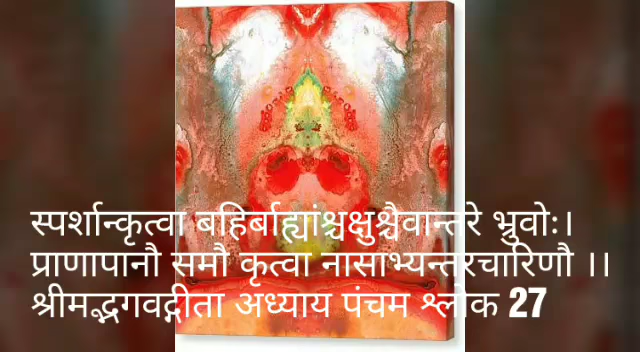 स्पर्शान्कृत्वा बहिर्बाह्यांश्चक्षुश्चैवान्तरे भ्रुवोः।
प्राणापानौ समौ कृत्वा नासाभ्यन्तरचारिणौ ।।
श्रीमद्भगवद्गीता अध्याय पंचम श्लोक 27